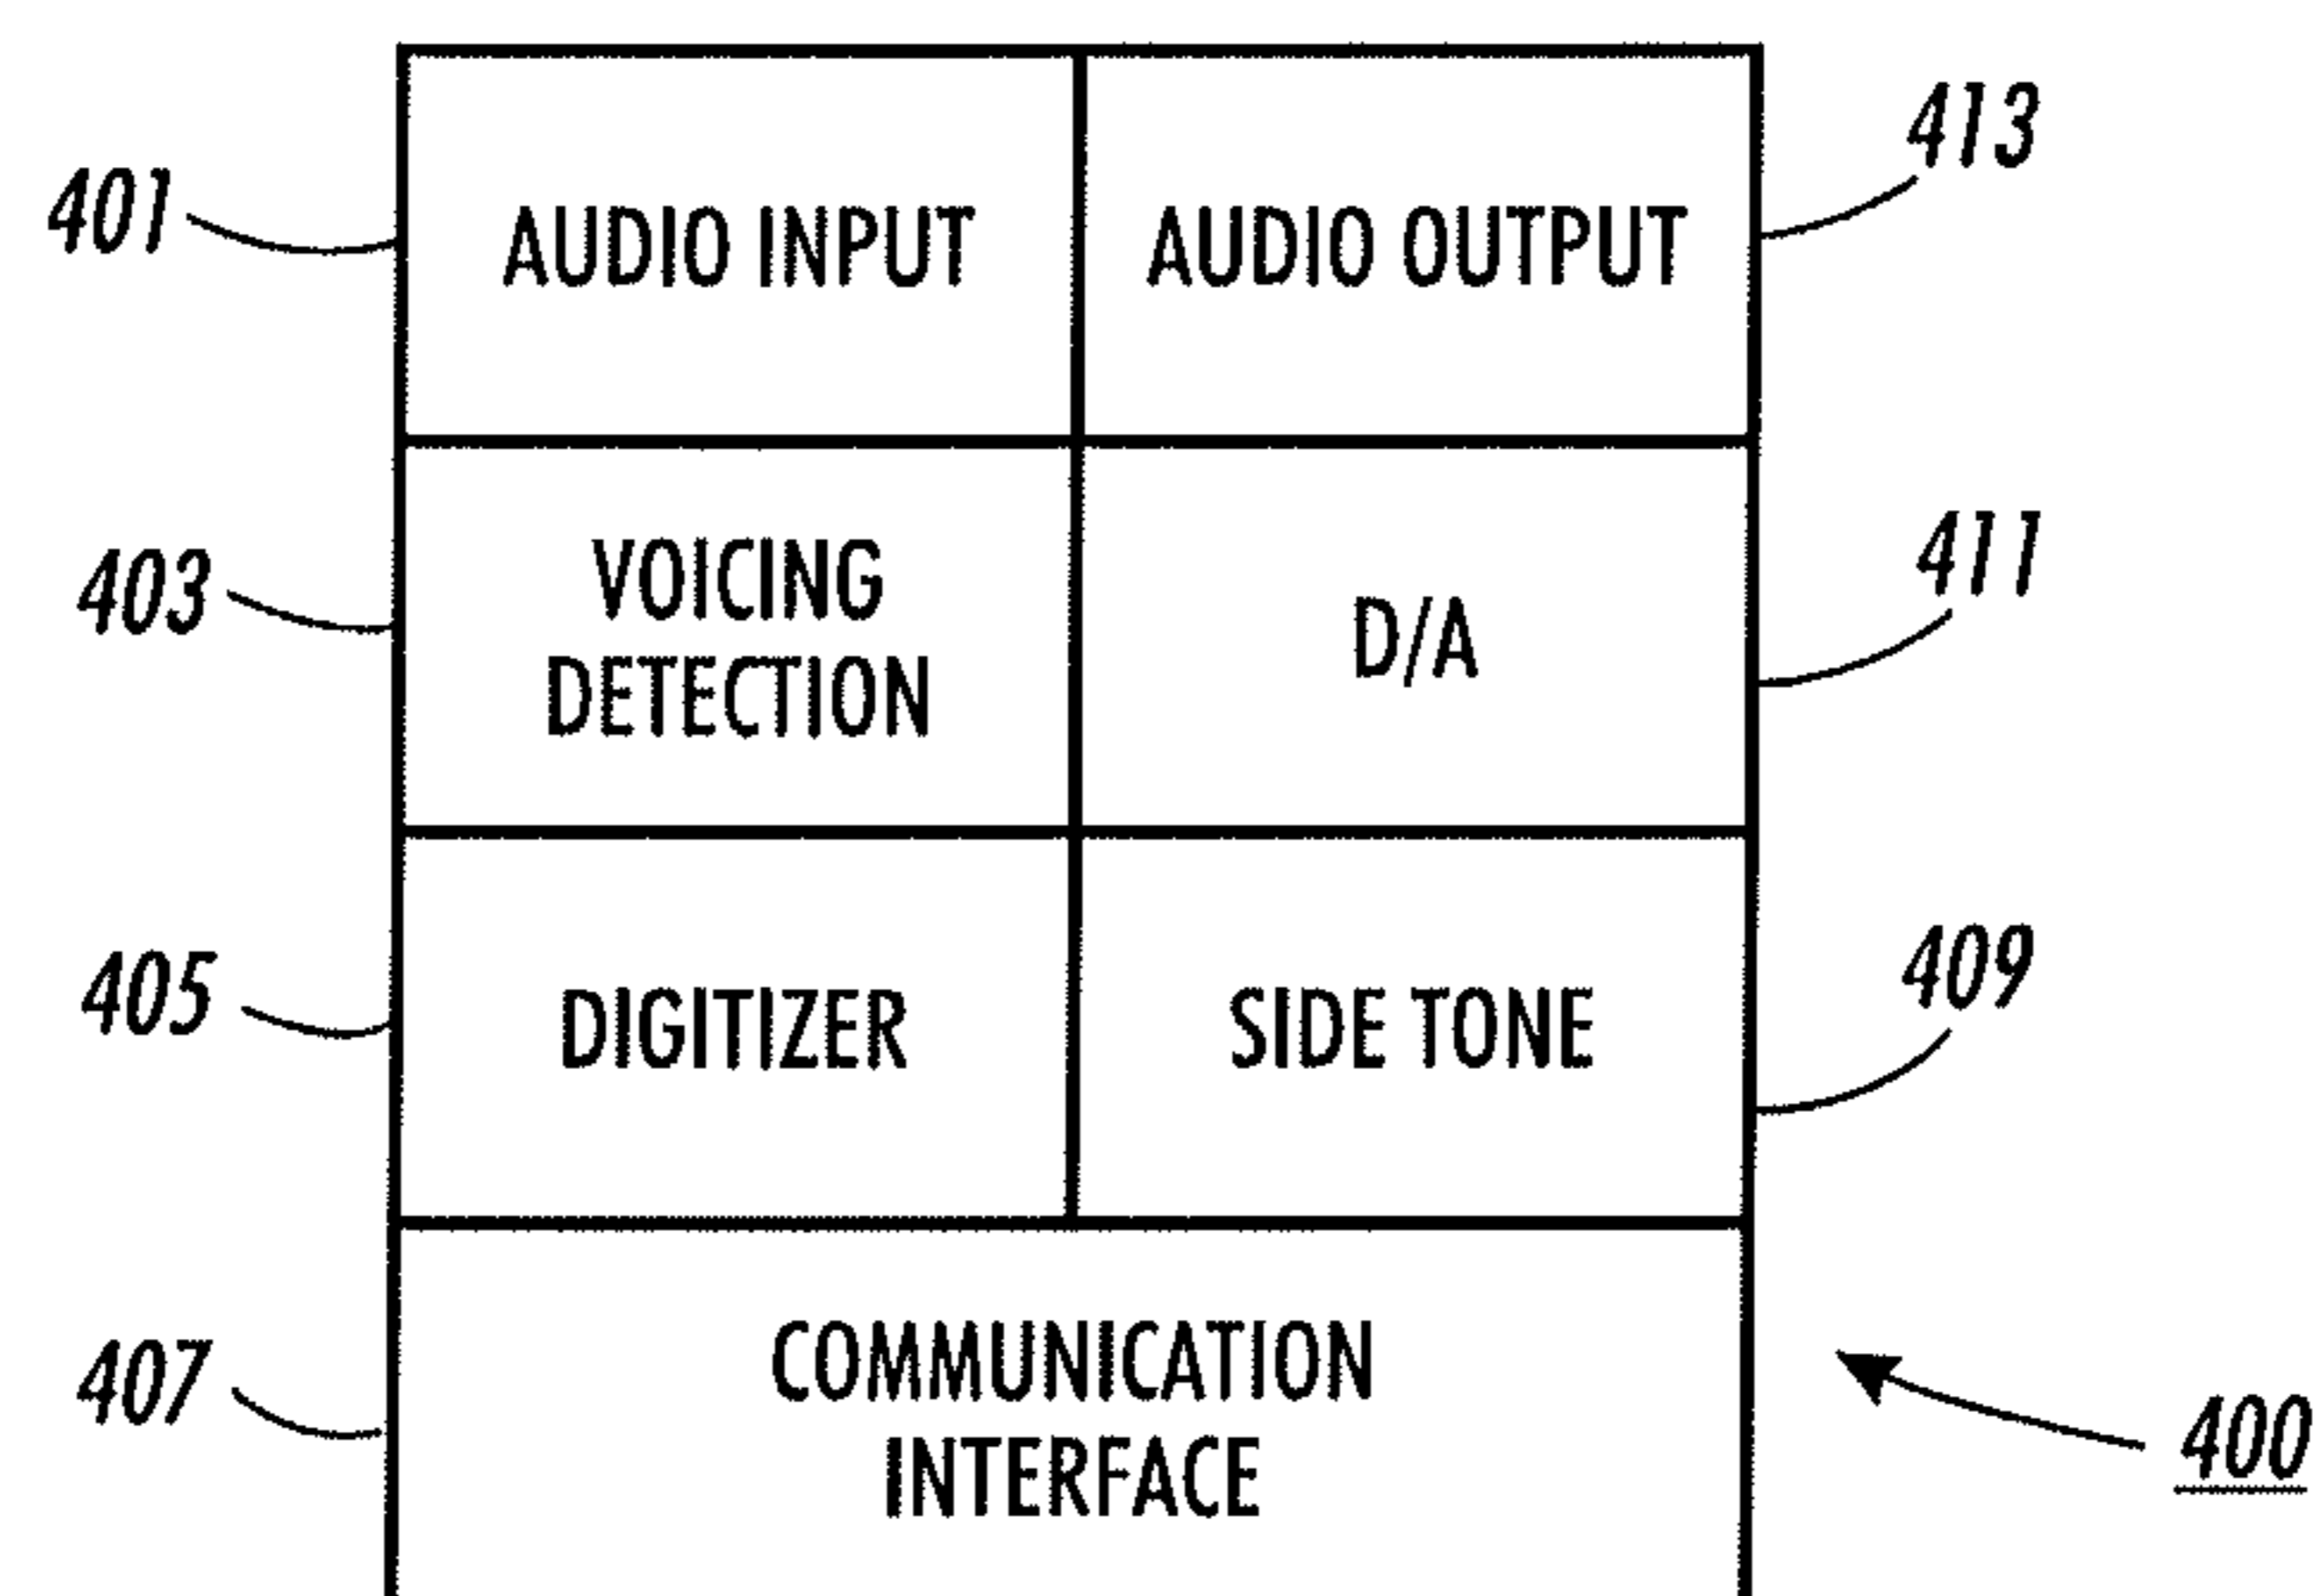 413
401
AUDIO INPUT
AUDIO OUTPUT
403
VOICING
DETECTION
D/A
411
405
DIGITIZER
SIDE TONE
409
407
COMMUNICATION
INTERFACE
400